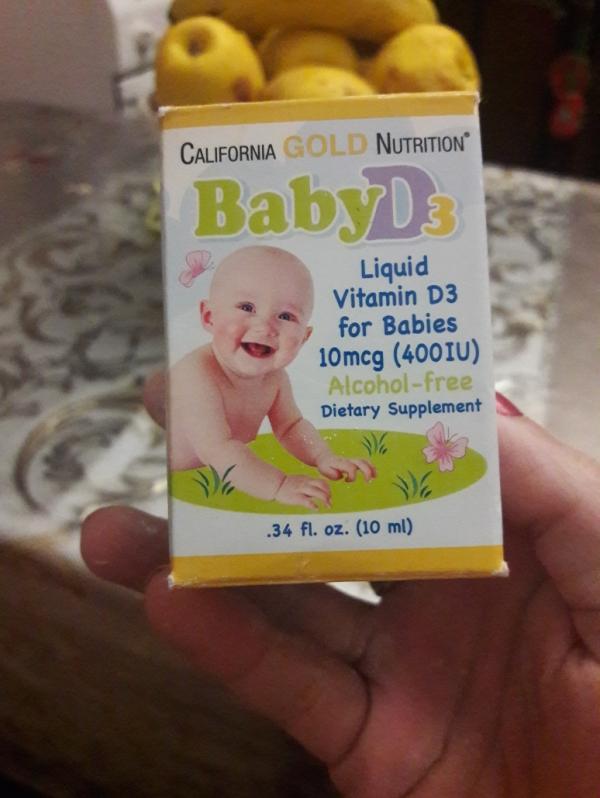 CALIFORNIA GOLD NUTRITION®
BabyD3
Liquid
Vitamin D3
for Babies
10mcg (400IU)
Alcohol-free
Dietary Supplement
.34 fl. oz. (10 ml)